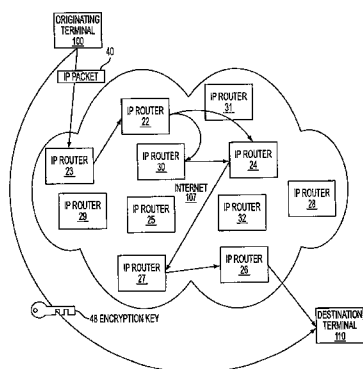 ORIGINATING
TERMINAL
100
40
IP PACKET
IP ROUTER
31
IP ROUTER
22
IP ROUTER
23
IP ROUTER
30
IP ROUTER
24
INTERNET
107
IP ROUTER
29
IP ROUTER
25
IP ROUTER
32
IP ROUTER
28
IP ROUTER
27
IP ROUTER
26
48 ENCRYPTION KEY
DESTINATION
TERMINAL
110